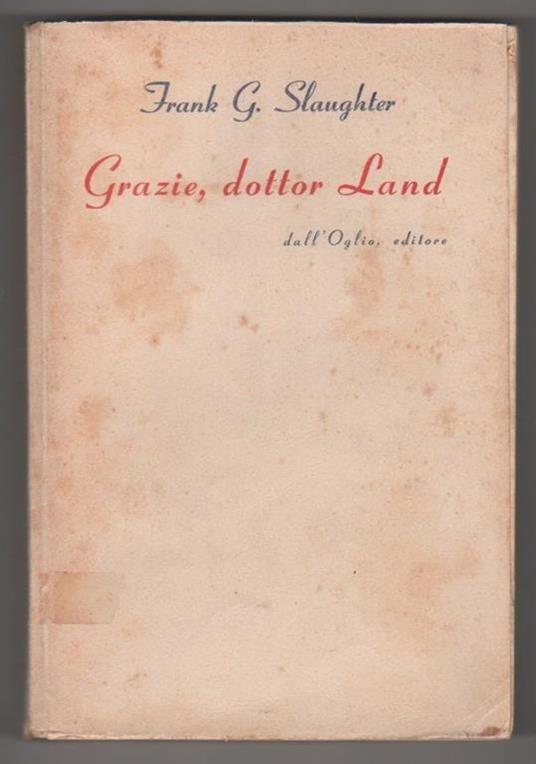 Frank G. Slaughter
Grazie, dottor Land
dall'Oglio, editore